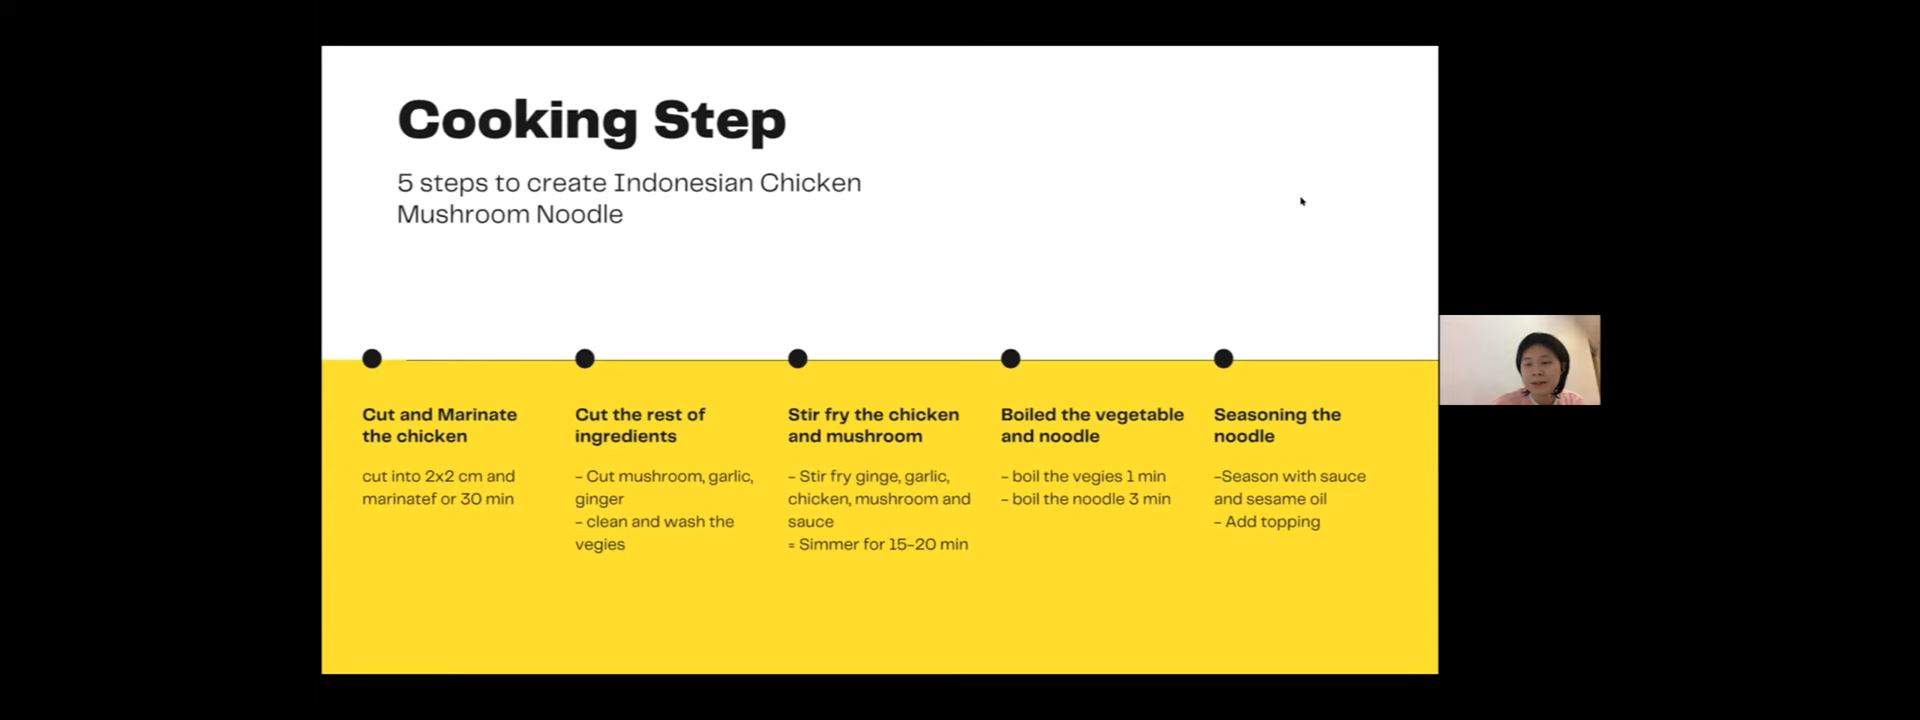 Cooking Step
5 steps to create Indonesian Chicken
Mushroom Noodle
Cut and Marinate
the chicken
cut into 2x2 cm and
marinatef or 30 min
Cut the rest of
ingredients
- Cut mushroom, garlic,
ginger
- clean and wash the
vegies
Stir fry the chicken
and mushroom
- Stir fry ginge, garlic,
chicken, mushroom and
sauce
= Simmer for 15-20 min
Boiled the vegetable
and noodle
- boil the vegies 1 min
- boil the noodle 3 min
Seasoning the
noodle
-Season with sauce
and sesame oil
- Add topping